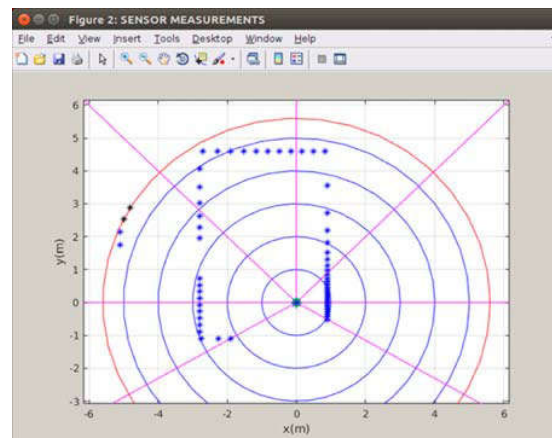 Figure 2: SENSOR MEASUREMENTS
File Edit View Insert Tools Desktop Window Help
6
5
4
3
2
1
0
-1
-2
-3
y(m)
-6 -4 -2 0 2 4 6
x(m)